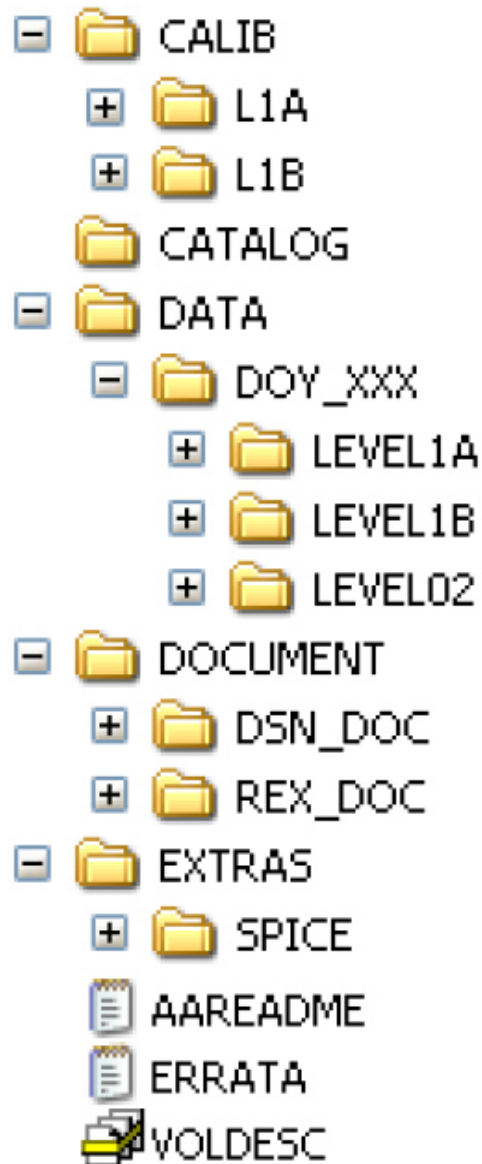 CALIB
L1A
L1B
CATALOG
DATA
DOY_XXX
LEVEL1A
LEVEL1B
LEVEL02
DOCUMENT
DSN_DOC
REX_DOC
EXTRAS
SPICE
AAREADME
ERRATA
VOLDESC